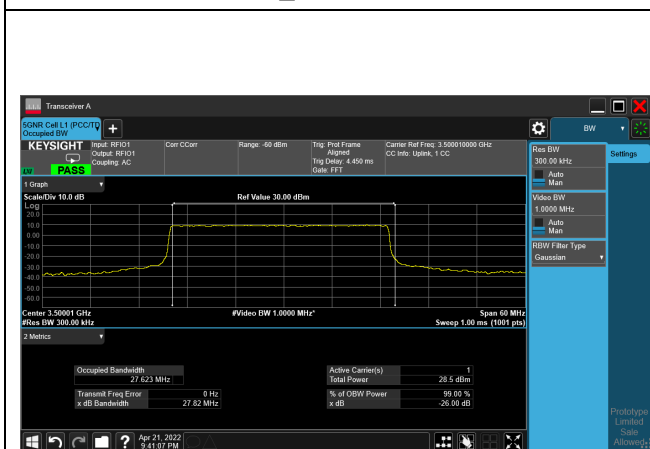 Transceiver A
5GNR Cell L1 (PCC/TD
Occupied BW
+
BW
KEYSIGHT
LXI
PASS
Input: RFIO1
Output: RFIO1
Coupling: AC
Corr CCorr
Range: -60 dBm
Trig: Prot Frame
Aligned
Trig Delay: 4.450 ms
Gate: FFT
Carrier Ref Freq: 3.500010000 GHz
CC Info: Uplink, 1 CC
1 Graph
Scale/Div 10.0 dB
Ref Value 30.00 dBm
Log
20.0
10.0
0.00
-10.0
-20.0
-30.0
-40.0
-50.0
-60.0
Center 3.50001 GHz
#Video BW 1.0000 MHz*
Span 60 MHz
#Res BW 300.00 kHz
Sweep 1.00 ms (1001 pts)
2 Metrics
Occupied Bandwidth
27.623 MHz
Active Carrier(s) 1
Total Power 28.5 dBm
Transmit Freq Error 0 Hz
x dB Bandwidth 27.82 MHz
% of OBW Power 99.00 %
x dB -26.00 dB
Res BW
300.00 kHz
Auto
Man
Video BW
1.0000 MHz
Auto
Man
RBW Filter Type
Gaussian
Settings
Prototype
Limited
Sale
Allowed
?
Apr 21, 2022
9:41:07 PM